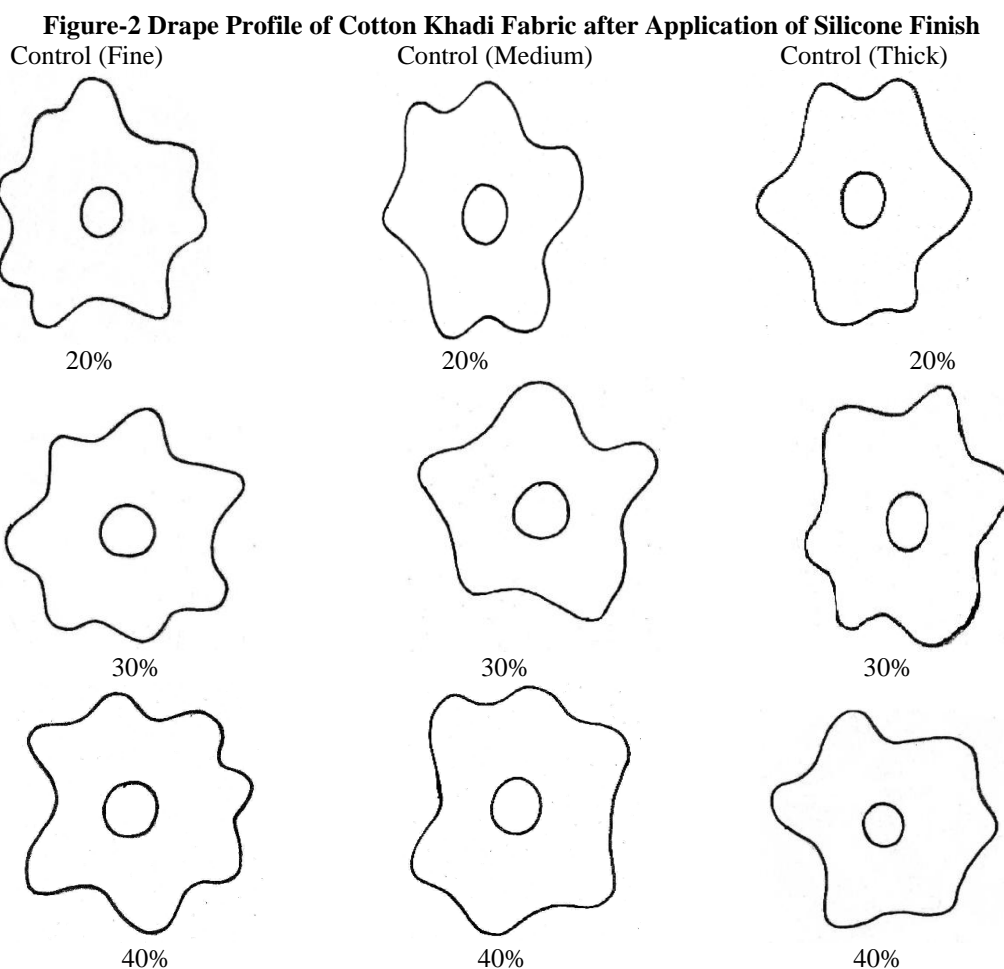 Figure-2 Drape Profile of Cotton Khadi Fabric after Application of Silicone Finish
Control (Fine) Control (Medium) Control (Thick)
20% 20% 20%
30% 30% 30%
40% 40% 40%